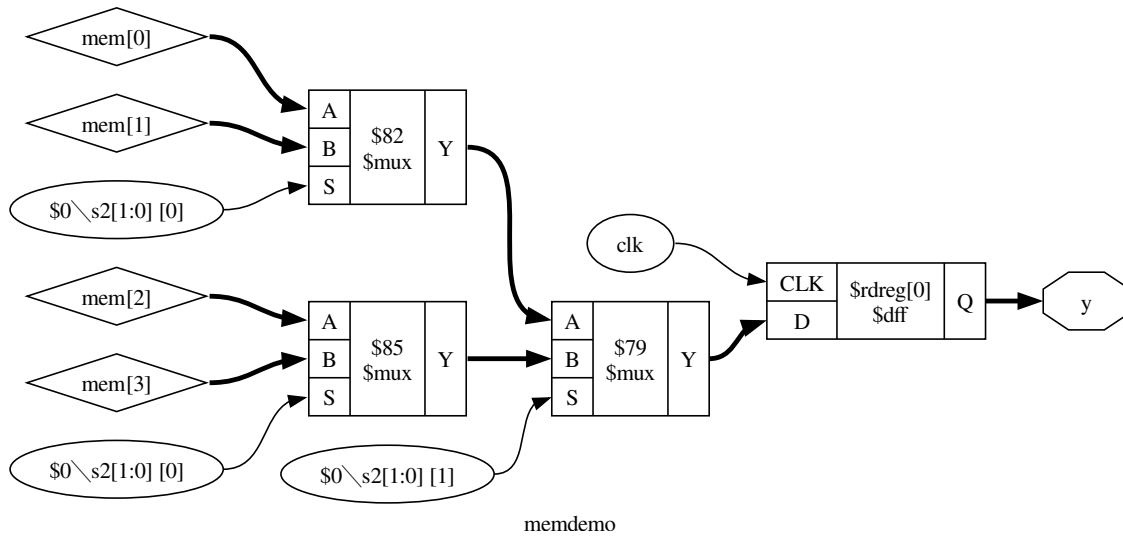 mem[0]
mem[1]
$0\s2[1:0] [0]
A
B
S
$82
$mux
Y
mem[2]
mem[3]
$0\s2[1:0] [0]
A
B
S
$85
$mux
Y
$0\s2[1:0] [1]
A
B
S
$79
$mux
Y
clk
CLK
D
$rdreg[0]
$dff
Q
y
memdemo